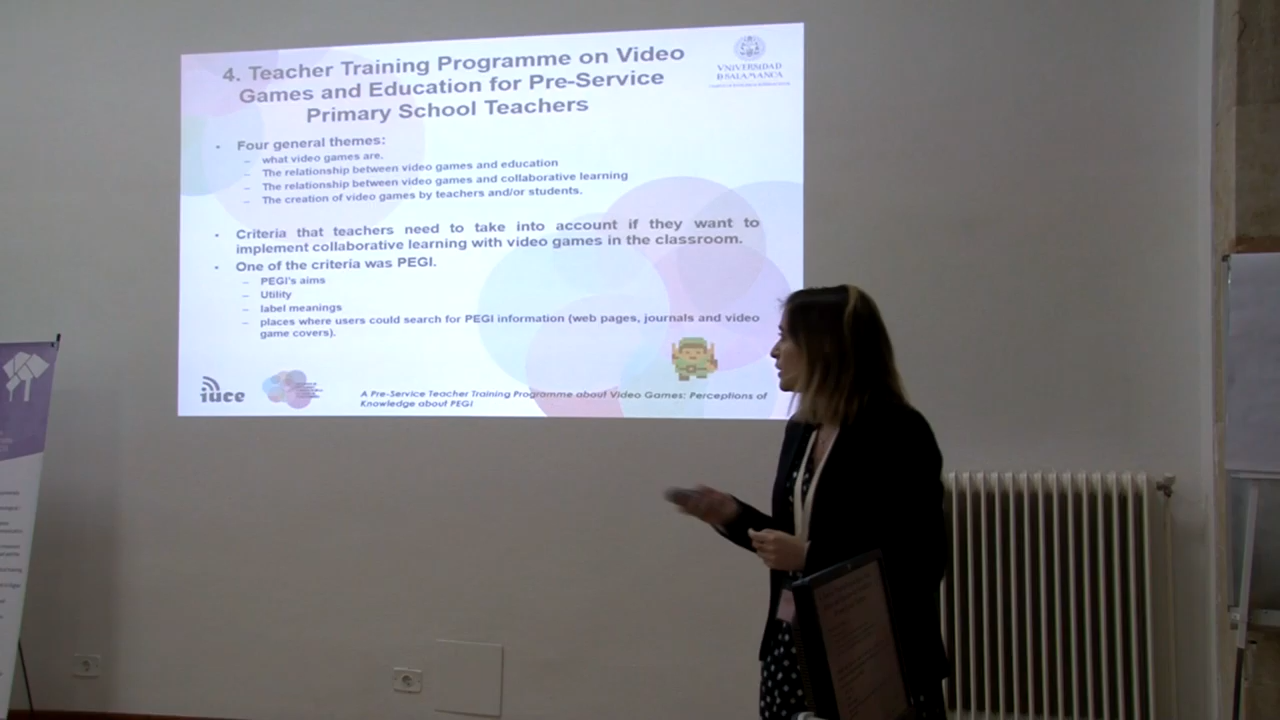 4. Teacher Training Programme on Video
Games and Education for Pre-Service
Primary School Teachers
VNIVERSIDAD
D SALAMANCA
• Four general themes:
– what video games are.
– The relationship between video games and education
– The relationship between video games and collaborative learning
– The creation of video games by teachers and/or students.
• Criteria that teachers need to take into account if they want to
implement collaborative learning with video games in the classroom.
• One of the criteria was PEGI.
– PEGI's aims
– Utility
– label meanings
– places where users could search for PEGI information (web pages, journals and video
game covers).
iuce
A Pre-Service Teacher Training Programme about Video Games: Perceptions of
Knowledge about PEGI